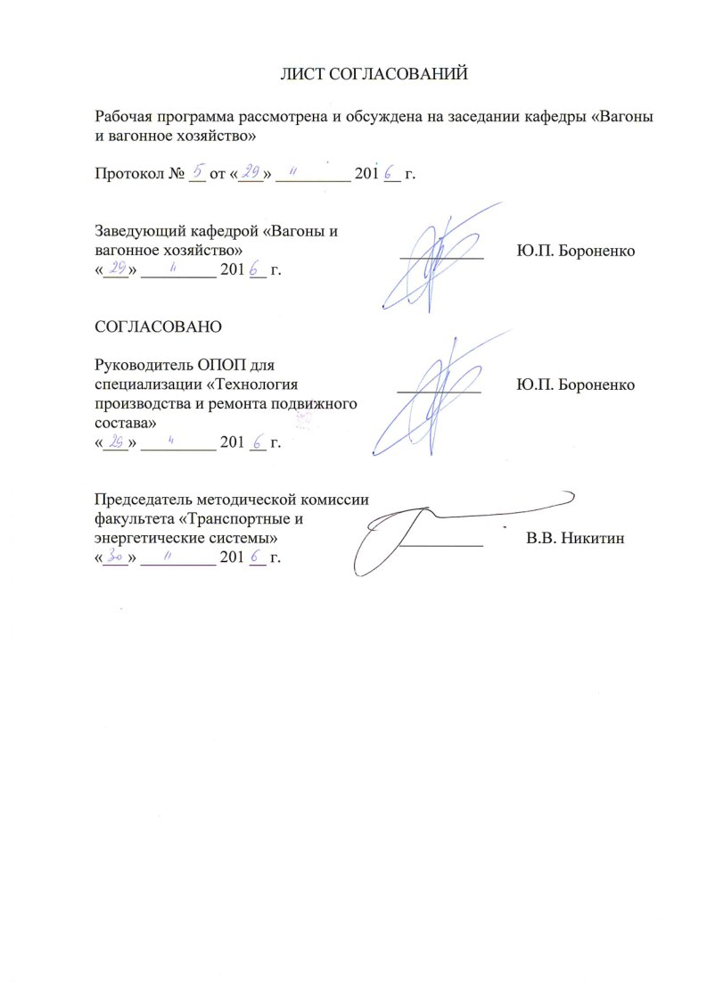 ЛИСТ СОГЛАСОВАНИЙ
Рабочая программа рассмотрена и обсуждена на заседании кафедры «Вагоны
и вагонное хозяйство»
Протокол № 5 от «29» 11 2016 г.
Заведующий кафедрой «Вагоны и
вагонное хозяйство» Ю.П. Бороненко
«29» 11 2016 г.
СОГЛАСОВАНО
Руководитель ОПОП для
специализации «Технология Ю.П. Бороненко
производства и ремонта подвижного
состава»
«29» 11 2016 г.
Председатель методической комиссии
факультета «Транспортные и
энергетические системы» В.В. Никитин
«30» 11 2016 г.